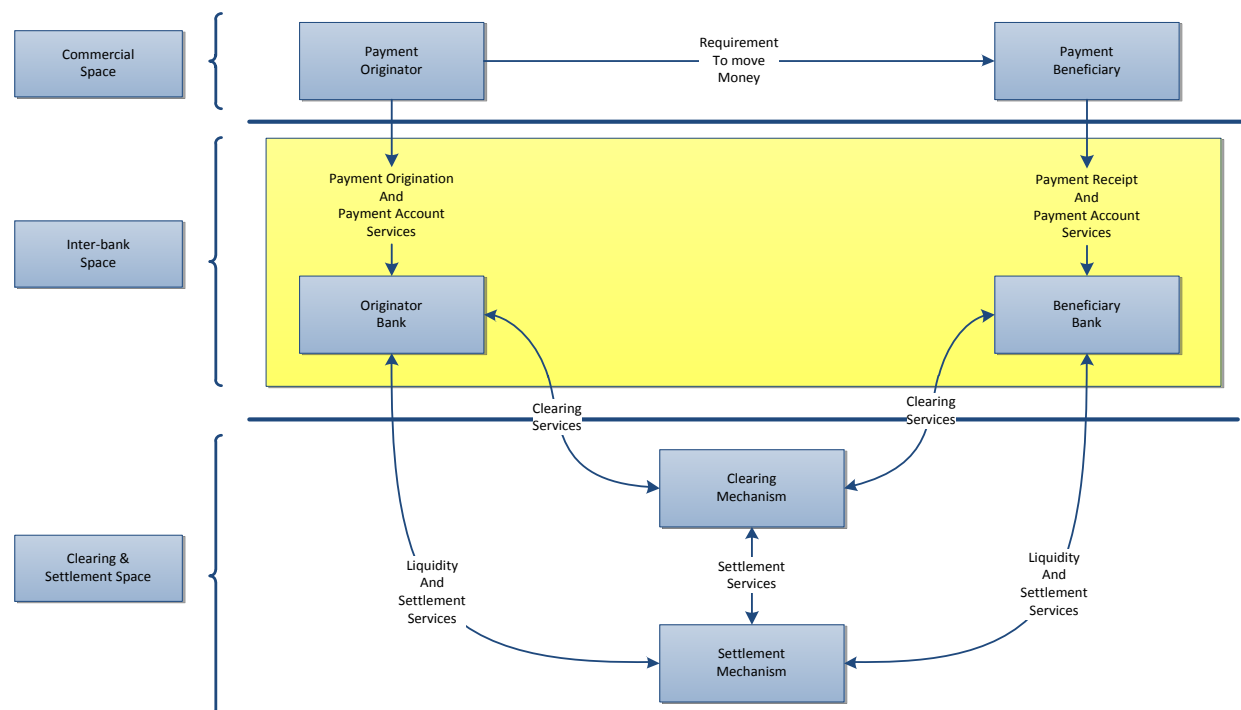 Commercial
Space
Payment
Originator
Requirement
To move
Money
Payment
Beneficiary
Inter-bank
Space
Payment Origination
And
Payment Account
Services
Payment Receipt
And
Payment Account
Services
Originator
Bank
Beneficiary
Bank
Clearing
Services
Clearing
Services
Clearing &
Settlement Space
Clearing
Mechanism
Liquidity
And
Settlement
Services
Settlement
Services
Liquidity
And
Settlement
Services
Settlement
Mechanism